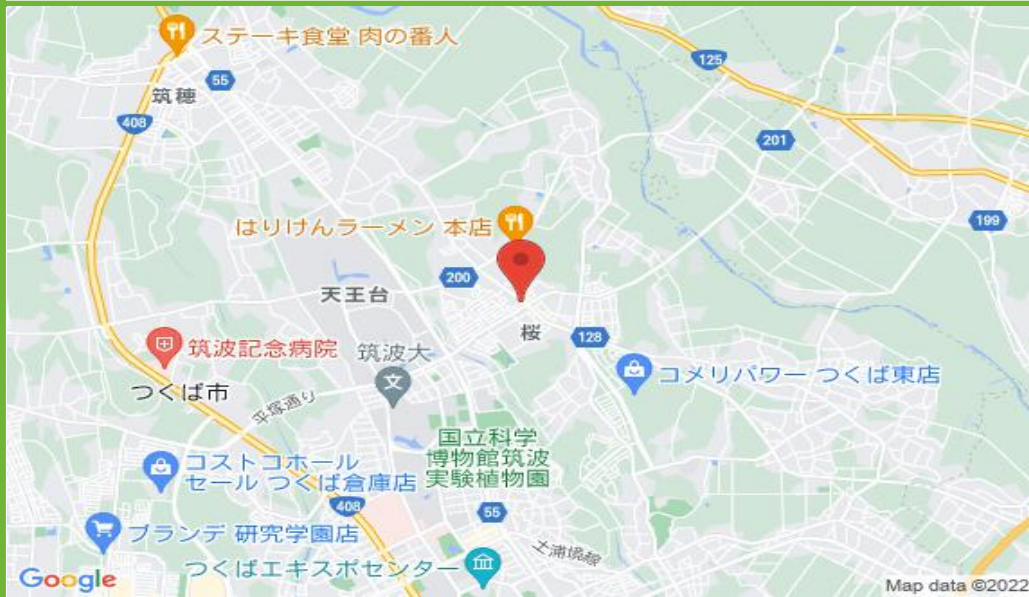 ステーキ食堂 肉の番人
125
55
筑穂
408
201
199
はりけんラーメン 本店
200
天王台
桜
128
筑波記念病院
筑波大
コメリパワー つくば東店
つくば市
平塚通り
国立科学
博物館筑波
実験植物園
コストコホール
セール つくば倉庫店
408
55
ブランデ 研究学園店
土浦境線
つくばエキスポセンター
Google
Map data ©2022